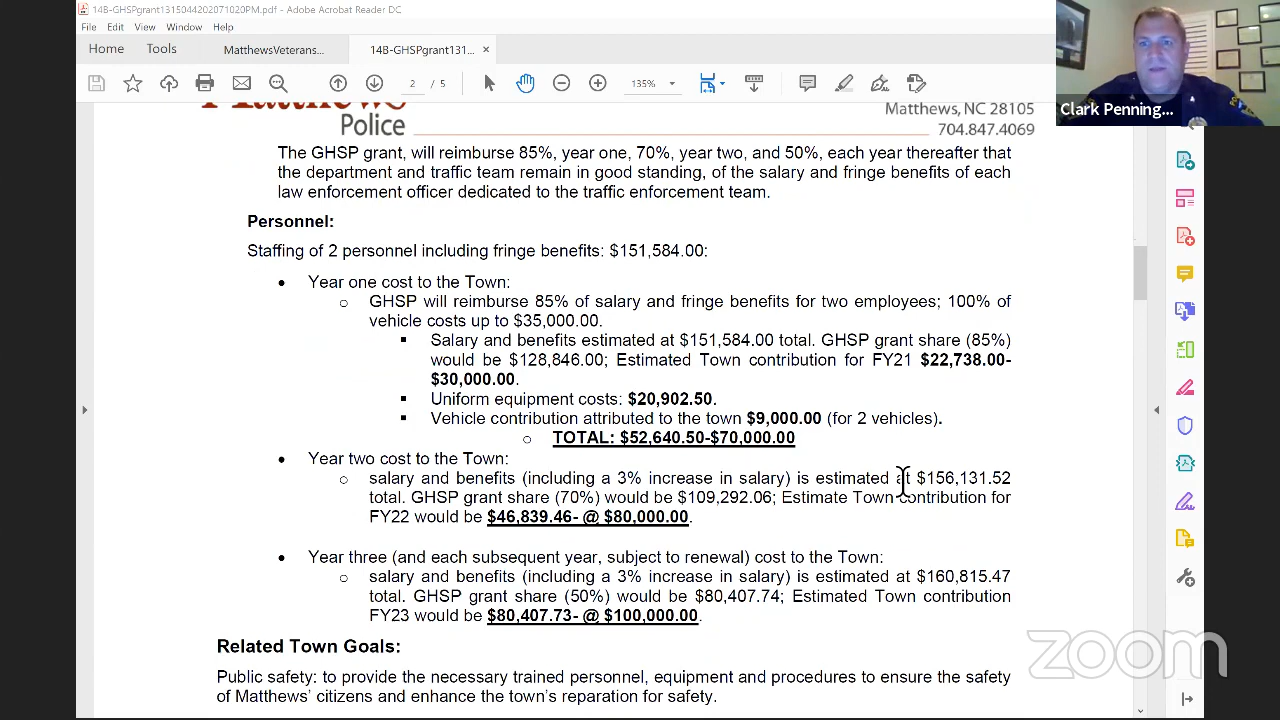 14B-GHSPgrant1315044202071020PM.pdf - Adobe Acrobat Reader DC
File Edit View Window Help
Home Tools MatthewsVeterans... 14B-GHSPgrant131... ×
2 / 5 135%
Clark Penning...
Matthews
Police
Matthews, NC 28105
704.847.4069
The GHSP grant, will reimburse 85%, year one, 70%, year two, and 50%, each year thereafter that
the department and traffic team remain in good standing, of the salary and fringe benefits of each
law enforcement officer dedicated to the traffic enforcement team.
Personnel:
Staffing of 2 personnel including fringe benefits: $151,584.00:
• Year one cost to the Town:
o GHSP will reimburse 85% of salary and fringe benefits for two employees; 100% of
vehicle costs up to $35,000.00.
▪ Salary and benefits estimated at $151,584.00 total. GHSP grant share (85%)
would be $128,846.00; Estimated Town contribution for FY21 $22,738.00-
$30,000.00.
▪ Uniform equipment costs: $20,902.50.
▪ Vehicle contribution attributed to the town $9,000.00 (for 2 vehicles).
o TOTAL: $52,640.50-$70,000.00
• Year two cost to the Town:
o salary and benefits (including a 3% increase in salary) is estimated at $156,131.52
total. GHSP grant share (70%) would be $109,292.06; Estimate Town contribution for
FY22 would be $46,839.46- @ $80,000.00.
• Year three (and each subsequent year, subject to renewal) cost to the Town:
o salary and benefits (including a 3% increase in salary) is estimated at $160,815.47
total. GHSP grant share (50%) would be $80,407.74; Estimated Town contribution
FY23 would be $80,407.73- @ $100,000.00.
Related Town Goals:
Public safety: to provide the necessary trained personnel, equipment and procedures to ensure the safety
of Matthews' citizens and enhance the town's reparation for safety.
zoom